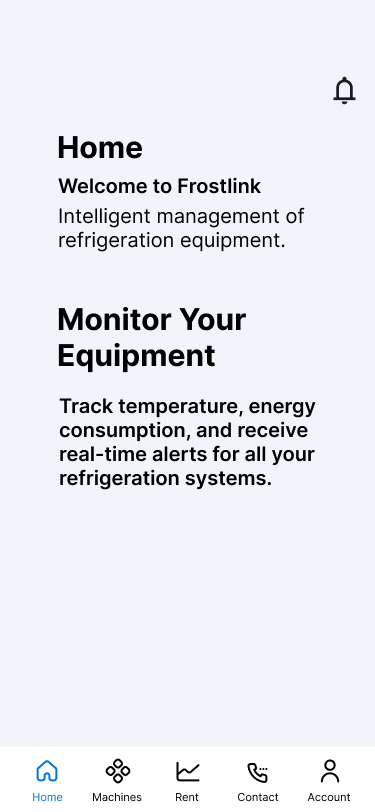 Home
Welcome to Frostlink
Intelligent management of
refrigeration equipment.
Monitor Your
Equipment
Track temperature, energy
consumption, and receive
real-time alerts for all your
refrigeration systems.
Home Machines Rent Contact Account